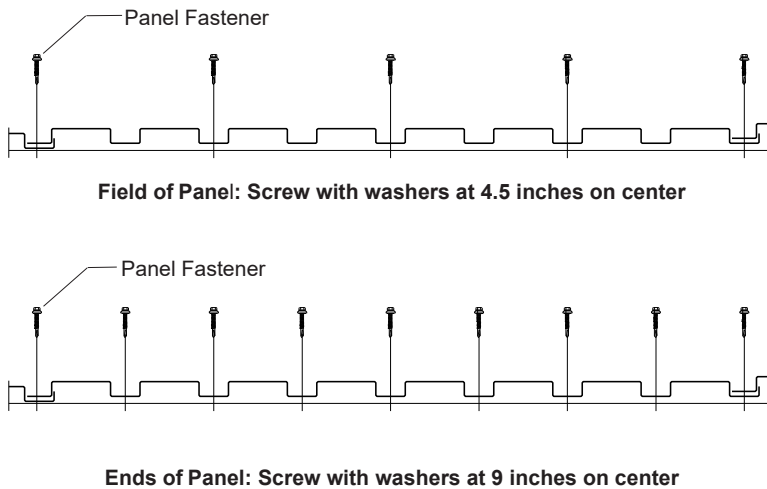 Panel Fastener
Field of Panel: Screw with washers at 4.5 inches on center
Panel Fastener
Ends of Panel: Screw with washers at 9 inches on center